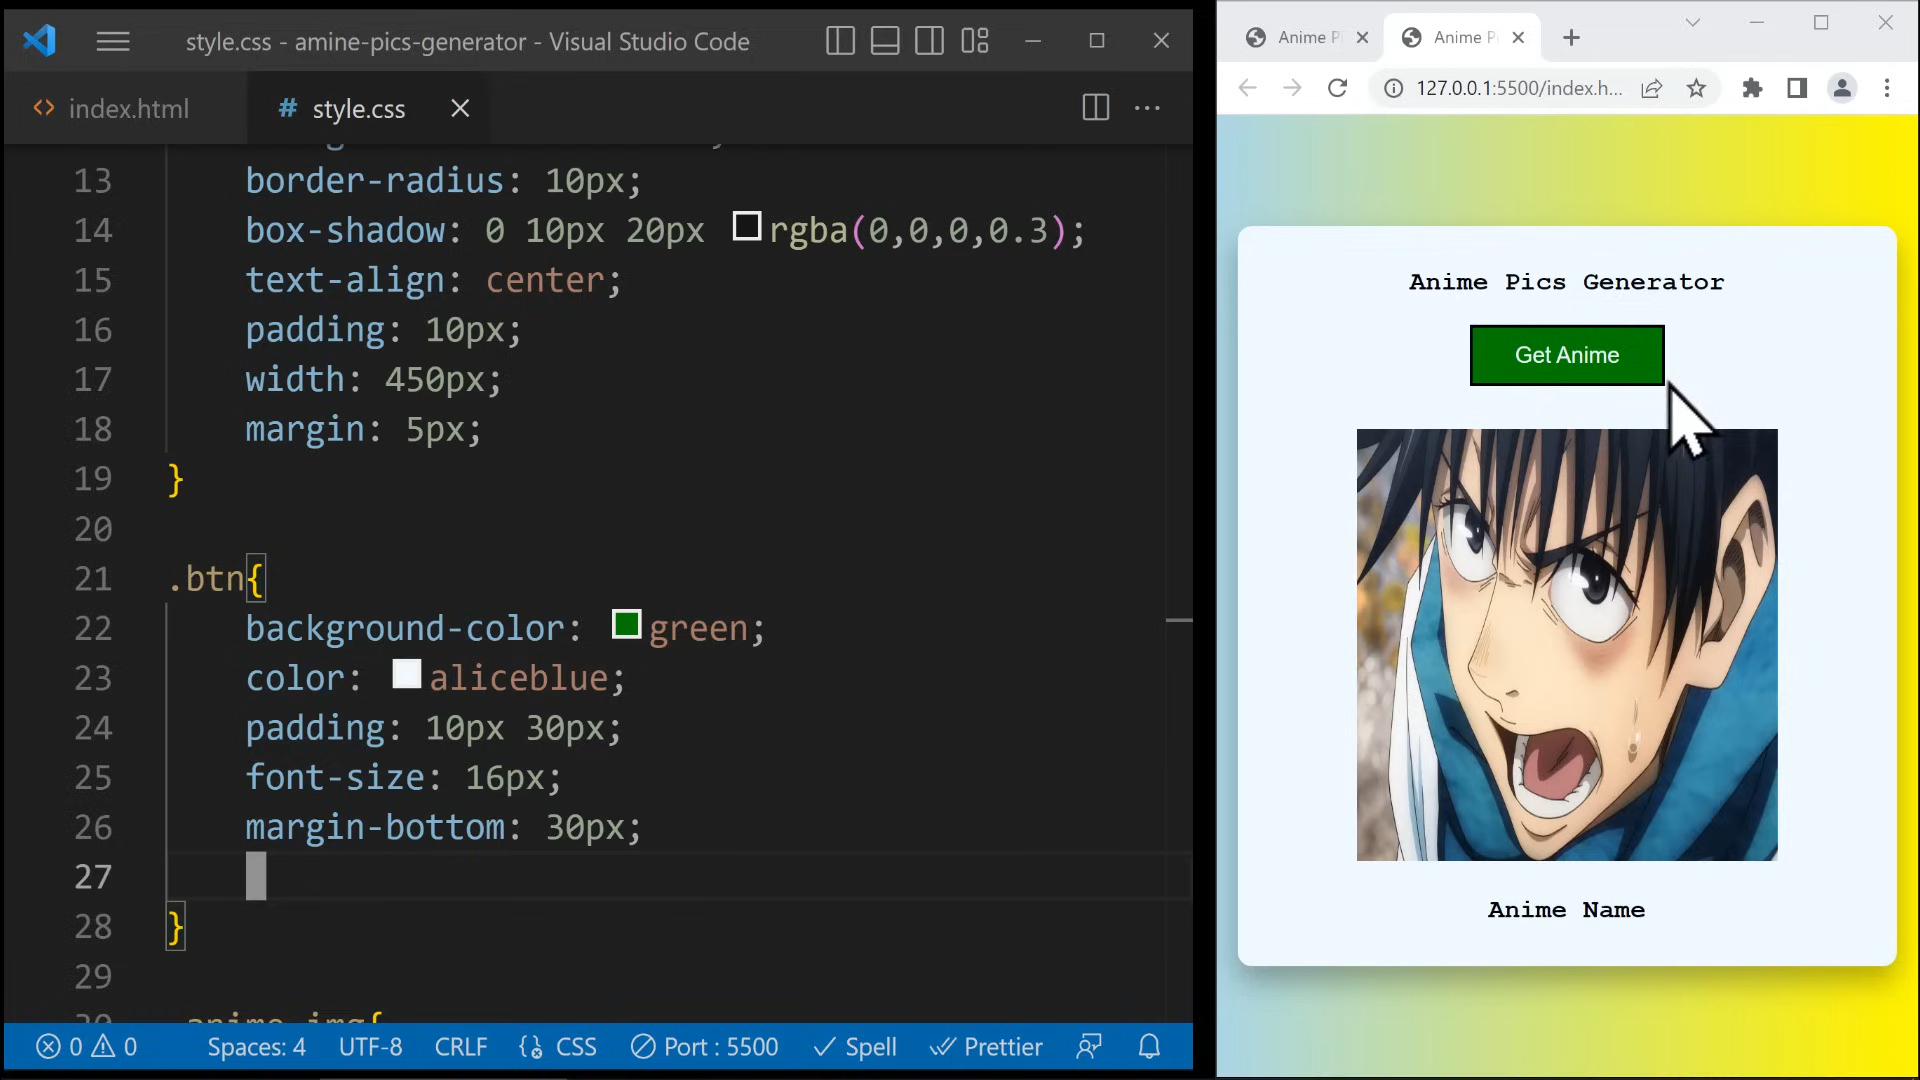 style.css - amine-pics-generator - Visual Studio Code
index.html
# style.css
13 border-radius: 10px;
14 box-shadow: 0 10px 20px rgba(0,0,0,0.3);
15 text-align: center;
16 padding: 10px;
17 width: 450px;
18 margin: 5px;
19 }
20
21 .btn{
22 background-color: green;
23 color: aliceblue;
24 padding: 10px 30px;
25 font-size: 16px;
26 margin-bottom: 30px;
27
28 }
29
0 0 Spaces: 4 UTF-8 CRLF CSS Port : 5500 Spell Prettier
Anime P
Anime P
127.0.0.1:5500/index.h...
Anime Pics Generator
Get Anime
Anime Name